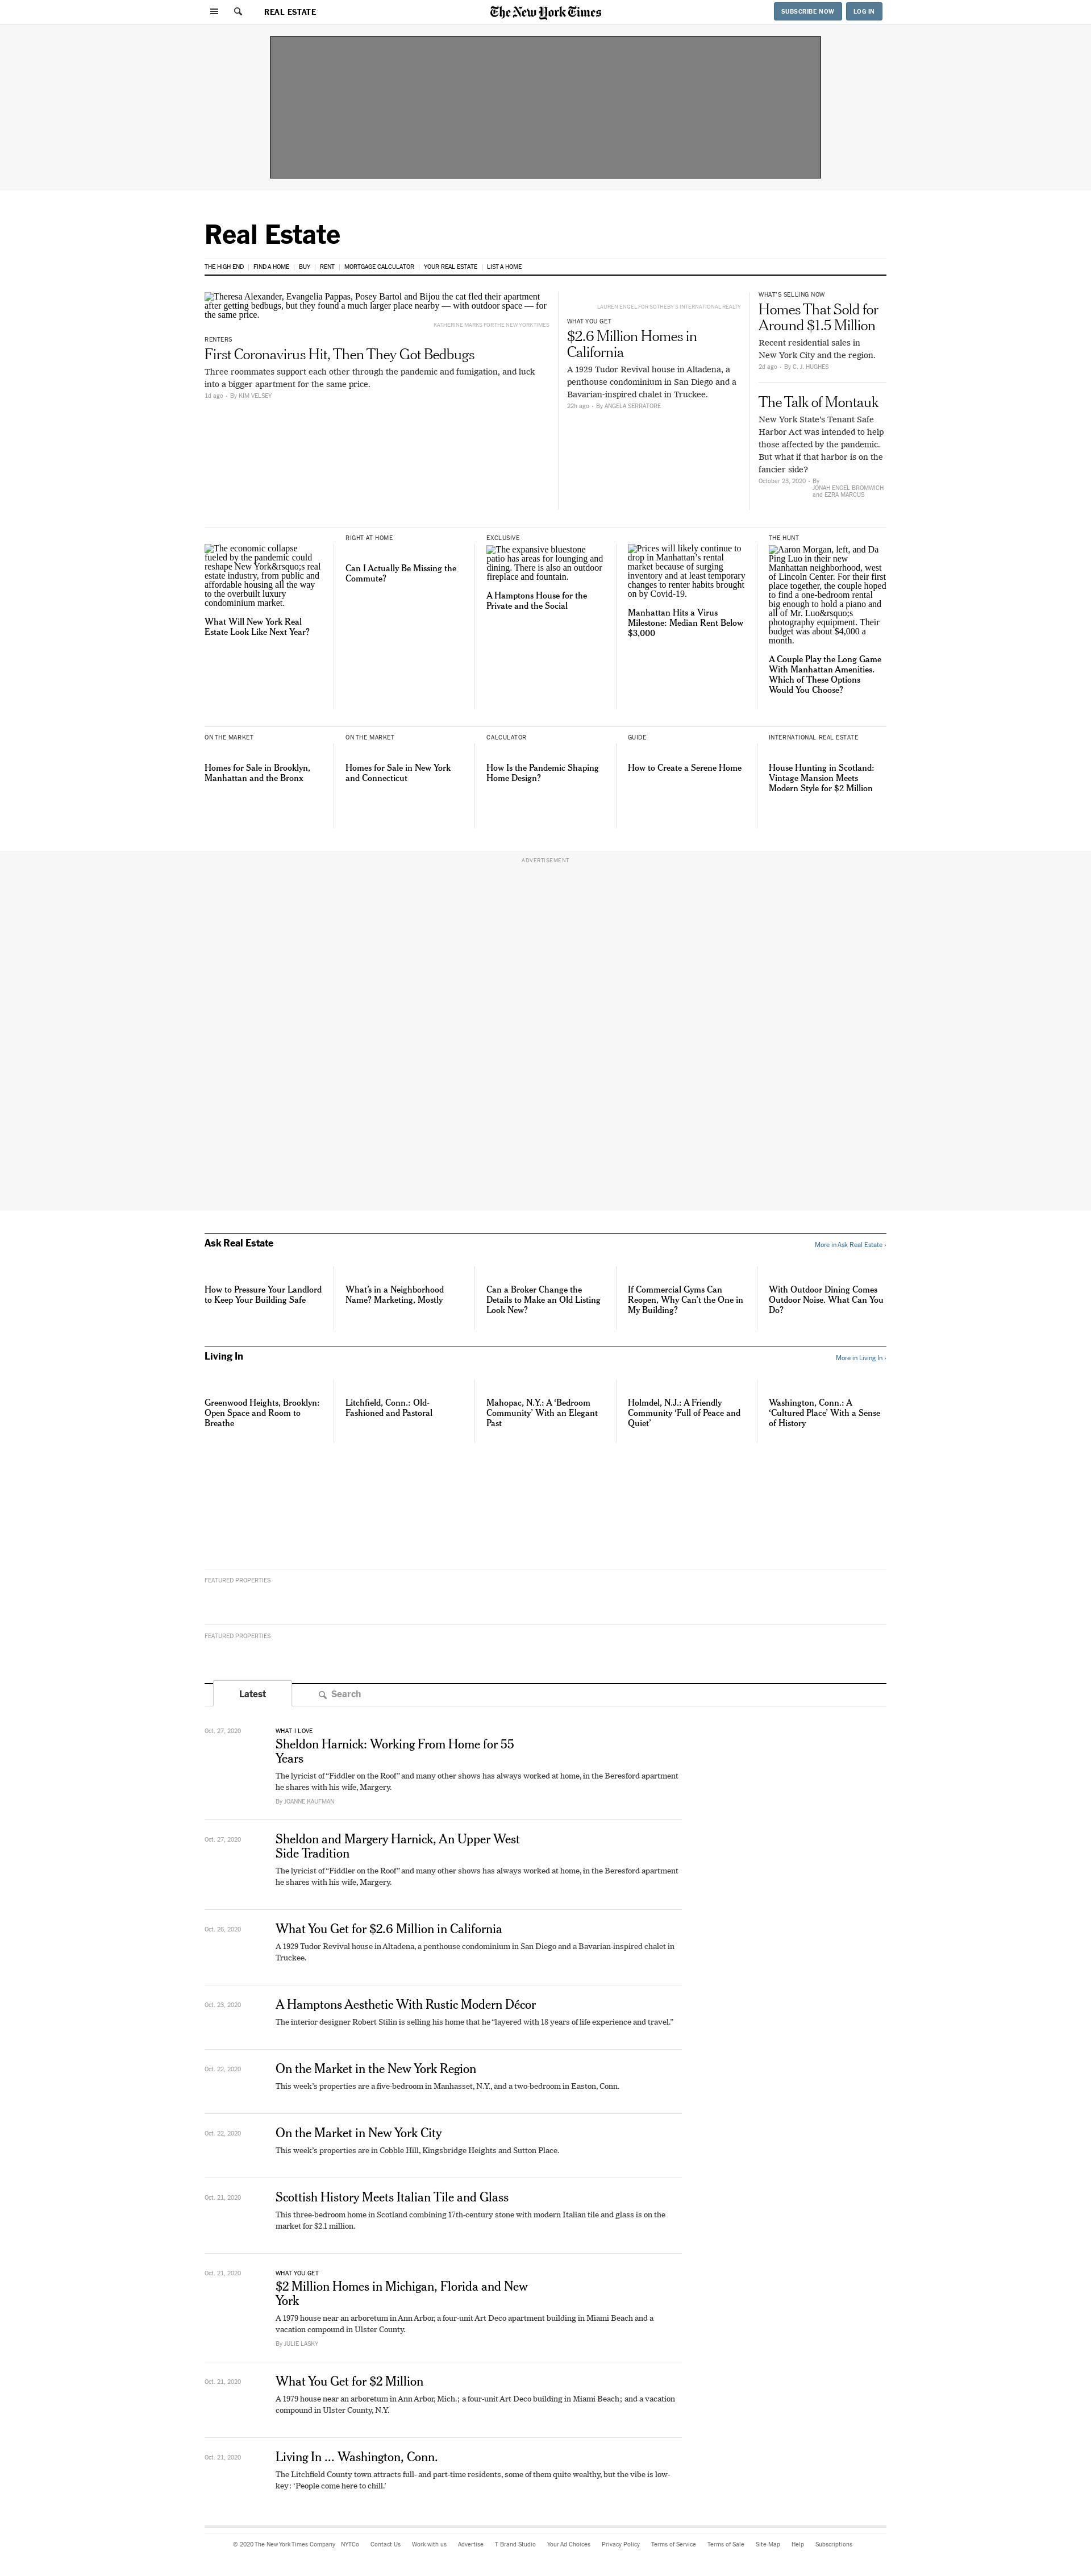 REAL ESTATE
The New York Times
SUBSCRIBE NOW
LOG IN
Real Estate
THE HIGH END
FIND A HOME
BUY
RENT
MORTGAGE CALCULATOR
YOUR REAL ESTATE
LIST A HOME
Theresa Alexander, Evangelia Pappas, Posey Bartol and Bijou the cat fled their apartment
after getting bedbugs, but they found a much larger place nearby — with outdoor space — for
the same price.
KATHERINE MARKS FOR THE NEW YORK TIMES
RENTERS
First Coronavirus Hit, Then They Got Bedbugs
Three roommates support each other through the pandemic and fumigation, and luck
into a bigger apartment for the same price.
1d ago - By KIM VELSEY
LAUREN ENGEL FOR SOTHEBY'S INTERNATIONAL REALTY
WHAT YOU GET
$2.6 Million Homes in
California
A 1929 Tudor Revival house in Altadena, a
penthouse condominium in San Diego and a
Bavarian-inspired chalet in Truckee.
22h ago - By ANGELA SERRATORE
WHAT'S SELLING NOW
Homes That Sold for
Around $1.5 Million
Recent residential sales in
New York City and the region.
2d ago - By C. J. HUGHES
The Talk of Montauk
New York State's Tenant Safe
Harbor Act was intended to help
those affected by the pandemic.
But what if that harbor is on the
fancier side?
October 23, 2020 - By
JONAH ENGEL BROMWICH
and EZRA MARCUS
The economic collapse
fueled by the pandemic could
reshape New York&rsquo;s real
estate industry, from public and
affordable housing all the way
to the overbuilt luxury
condominium market.
What Will New York Real
Estate Look Like Next Year?
RIGHT AT HOME
Can I Actually Be Missing the
Commute?
EXCLUSIVE
The expansive bluestone
patio has areas for lounging and
dining. There is also an outdoor
fireplace and fountain.
A Hamptons House for the
Private and the Social
Prices will likely continue to
drop in Manhattan's rental
market because of surging
inventory and at least temporary
changes to renter habits brought
on by Covid-19.
Manhattan Hits a Virus
Milestone: Median Rent Below
$3,000
THE HUNT
Aaron Morgan, left, and Da
Ping Luo in their new
Manhattan neighborhood, west
of Lincoln Center. For their first
place together, the couple hoped
to find a one-bedroom rental
big enough to hold a piano and
all of Mr. Luo&rsquo;s
photography equipment. Their
budget was about $4,000 a
month.
A Couple Play the Long Game
With Manhattan Amenities.
Which of These Options
Would You Choose?
ON THE MARKET
Homes for Sale in Brooklyn,
Manhattan and the Bronx
ON THE MARKET
Homes for Sale in New York
and Connecticut
CALCULATOR
How Is the Pandemic Shaping
Home Design?
GUIDE
How to Create a Serene Home
INTERNATIONAL REAL ESTATE
House Hunting in Scotland:
Vintage Mansion Meets
Modern Style for $2 Million
ADVERTISEMENT
Ask Real Estate
More in Ask Real Estate ›
How to Pressure Your Landlord
to Keep Your Building Safe
What's in a Neighborhood
Name? Marketing, Mostly
Can a Broker Change the
Details to Make an Old Listing
Look New?
If Commercial Gyms Can
Reopen, Why Can't the One in
My Building?
With Outdoor Dining Comes
Outdoor Noise. What Can You
Do?
Living In
More in Living In ›
Greenwood Heights, Brooklyn:
Open Space and Room to
Breathe
Litchfield, Conn.: Old-
Fashioned and Pastoral
Mahopac, N.Y.: A 'Bedroom
Community' With an Elegant
Past
Holmdel, N.J.: A Friendly
Community 'Full of Peace and
Quiet'
Washington, Conn.: A
'Cultured Place' With a Sense
of History
FEATURED PROPERTIES
FEATURED PROPERTIES
Latest
Search
Oct. 27, 2020
WHAT I LOVE
Sheldon Harnick: Working From Home for 55
Years
The lyricist of "Fiddler on the Roof" and many other shows has always worked at home, in the Beresford apartment
he shares with his wife, Margery.
By JOANNE KAUFMAN
Oct. 27, 2020
Sheldon and Margery Harnick, An Upper West
Side Tradition
The lyricist of "Fiddler on the Roof" and many other shows has always worked at home, in the Beresford apartment
he shares with his wife, Margery.
Oct. 26, 2020
What You Get for $2.6 Million in California
A 1929 Tudor Revival house in Altadena, a penthouse condominium in San Diego and a Bavarian-inspired chalet in
Truckee.
Oct. 23, 2020
A Hamptons Aesthetic With Rustic Modern Décor
The interior designer Robert Stilin is selling his home that he "layered with 18 years of life experience and travel."
Oct. 22, 2020
On the Market in the New York Region
This week's properties are a five-bedroom in Manhasset, N.Y., and a two-bedroom in Easton, Conn.
Oct. 22, 2020
On the Market in New York City
This week's properties are in Cobble Hill, Kingsbridge Heights and Sutton Place.
Oct. 21, 2020
Scottish History Meets Italian Tile and Glass
This three-bedroom home in Scotland combining 17th-century stone with modern Italian tile and glass is on the
market for $2.1 million.
Oct. 21, 2020
WHAT YOU GET
$2 Million Homes in Michigan, Florida and New
York
A 1979 house near an arboretum in Ann Arbor, a four-unit Art Deco apartment building in Miami Beach and a
vacation compound in Ulster County.
By JULIE LASKY
Oct. 21, 2020
What You Get for $2 Million
A 1979 house near an arboretum in Ann Arbor, Mich.; a four-unit Art Deco building in Miami Beach; and a vacation
compound in Ulster County, N.Y.
Oct. 21, 2020
Living In ... Washington, Conn.
The Litchfield County town attracts full- and part-time residents, some of them quite wealthy, but the vibe is low-
key: 'People come here to chill.'
© 2020 The New York Times Company
NYTCo
Contact Us
Work with us
Advertise
T Brand Studio
Your Ad Choices
Privacy Policy
Terms of Service
Terms of Sale
Site Map
Help
Subscriptions